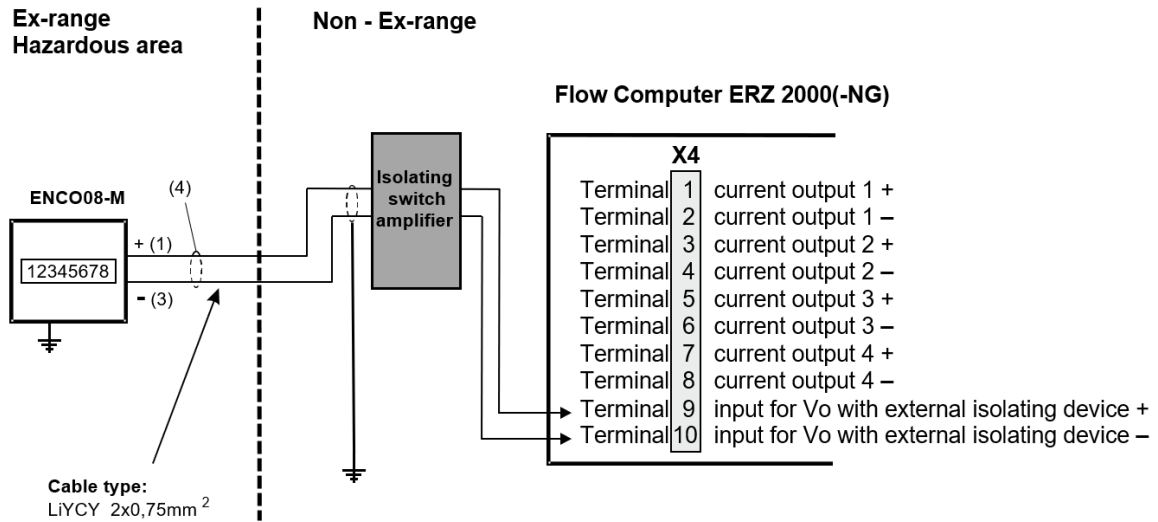 Ex-range
Hazardous area
Non - Ex-range
Flow Computer ERZ 2000(-NG)
X4
ENCO08-M
(4)
+ (1)
12345678
- (3)
Isolating
switch
amplifier
Terminal 1 current output 1 +
Terminal 2 current output 1 –
Terminal 3 current output 2 +
Terminal 4 current output 2 –
Terminal 5 current output 3 +
Terminal 6 current output 3 –
Terminal 7 current output 4 +
Terminal 8 current output 4 –
Terminal 9 input for Vo with external isolating device +
Terminal 10 input for Vo with external isolating device –
Cable type:
LiYCY 2x0,75mm ²